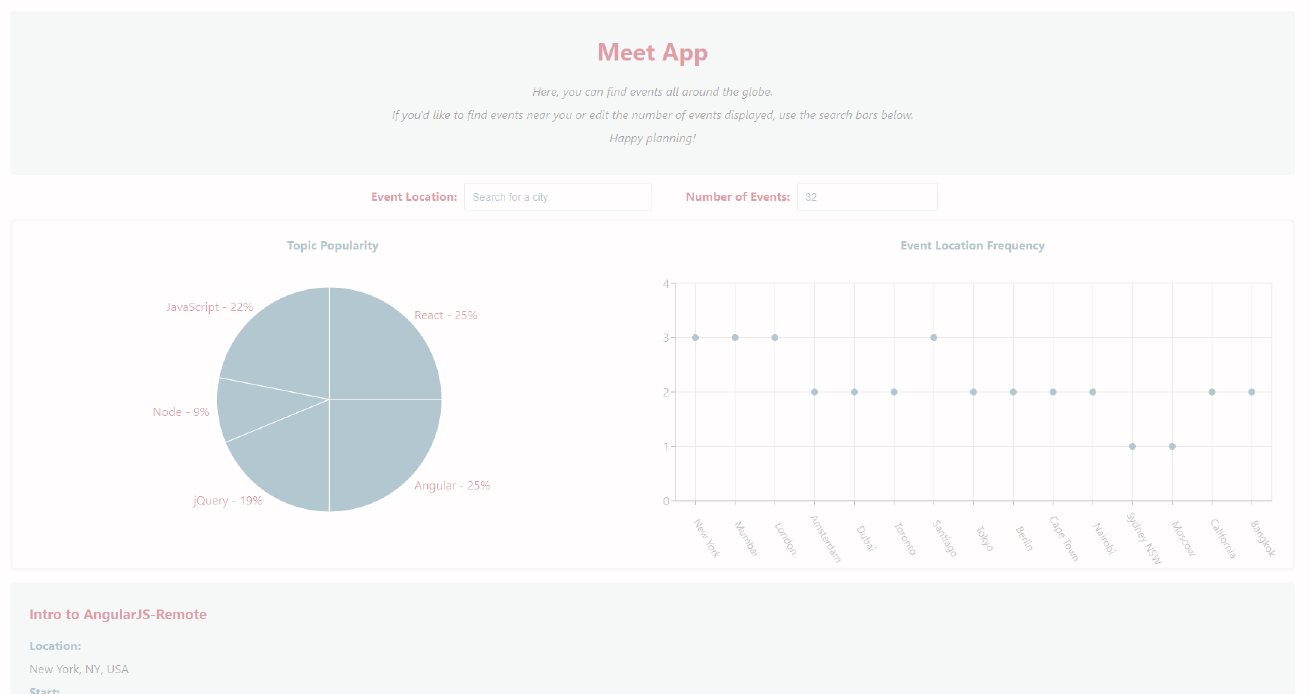 Meet App
Here, you can find events all around the globe.
If you'd like to find events near you or edit the number of events displayed, use the search bars below.
Happy planning!
Event Location: Search for a city Number of Events: 32
Topic Popularity
JavaScript - 22%
React - 25%
Node - 9%
Angular - 25%
jQuery - 19%
Event Location Frequency
4
3
2
1
0
New York
Mumbai
London
Amsterdam
Dubai
Toronto
Santiago
Tokyo
Berlin
Cape Town
Nairobi
Sydney NSW
Moscow
California
Bangkok
Intro to AngularJS-Remote
Location:
New York, NY, USA
Start: